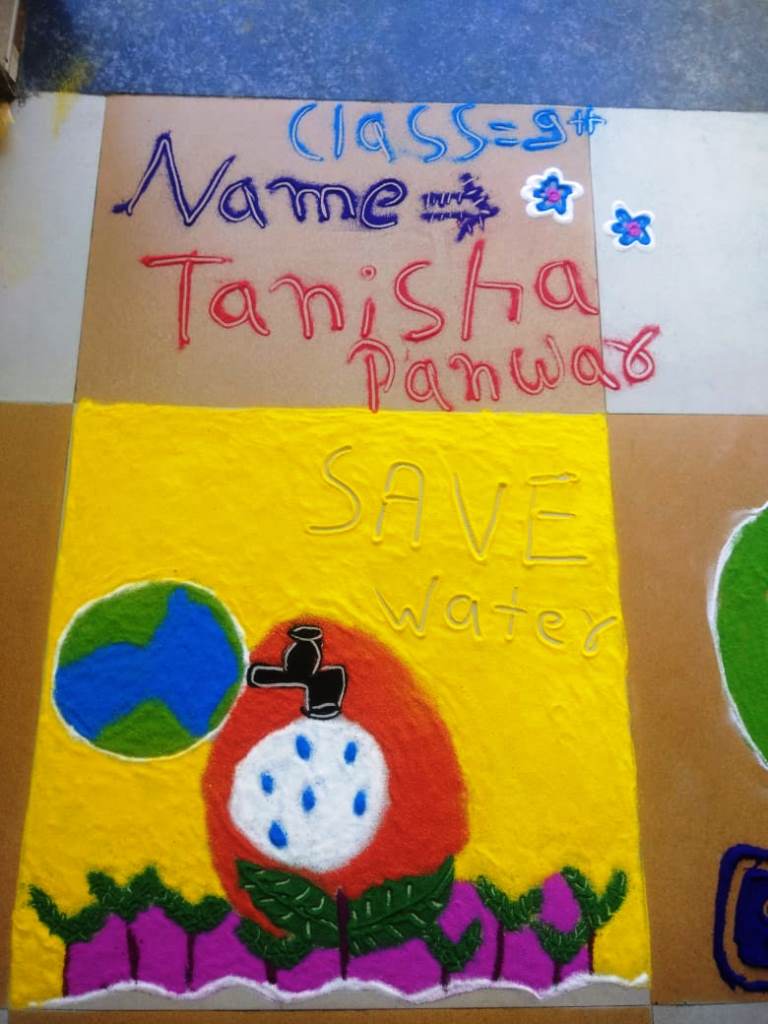 Class=9th
Name →
Tanisha
Panwar
SAVE
Water